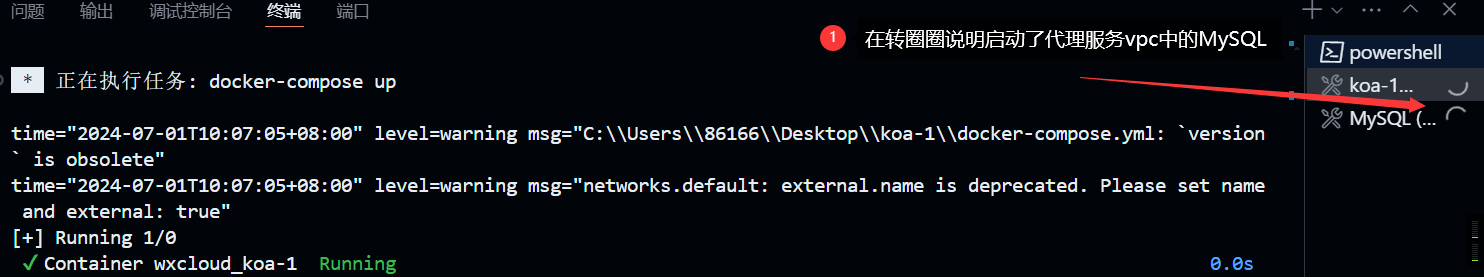 问题 输出 调试控制台 终端 端口
1 在转圈圈说明启动了代理服务vpc中的MySQL
powershell
* 正在执行任务: docker-compose up
koa-1...
MySQL (...
time="2024-07-01T10:07:05+08:00" level=warning msg="C:\\Users\\86166\\Desktop\\koa-1\\docker-compose.yml: `version
` is obsolete"
time="2024-07-01T10:07:05+08:00" level=warning msg="networks.default: external.name is deprecated. Please set name
and external: true"
[+] Running 1/0
✓ Container wxcloud_koa-1 Running 0.0s